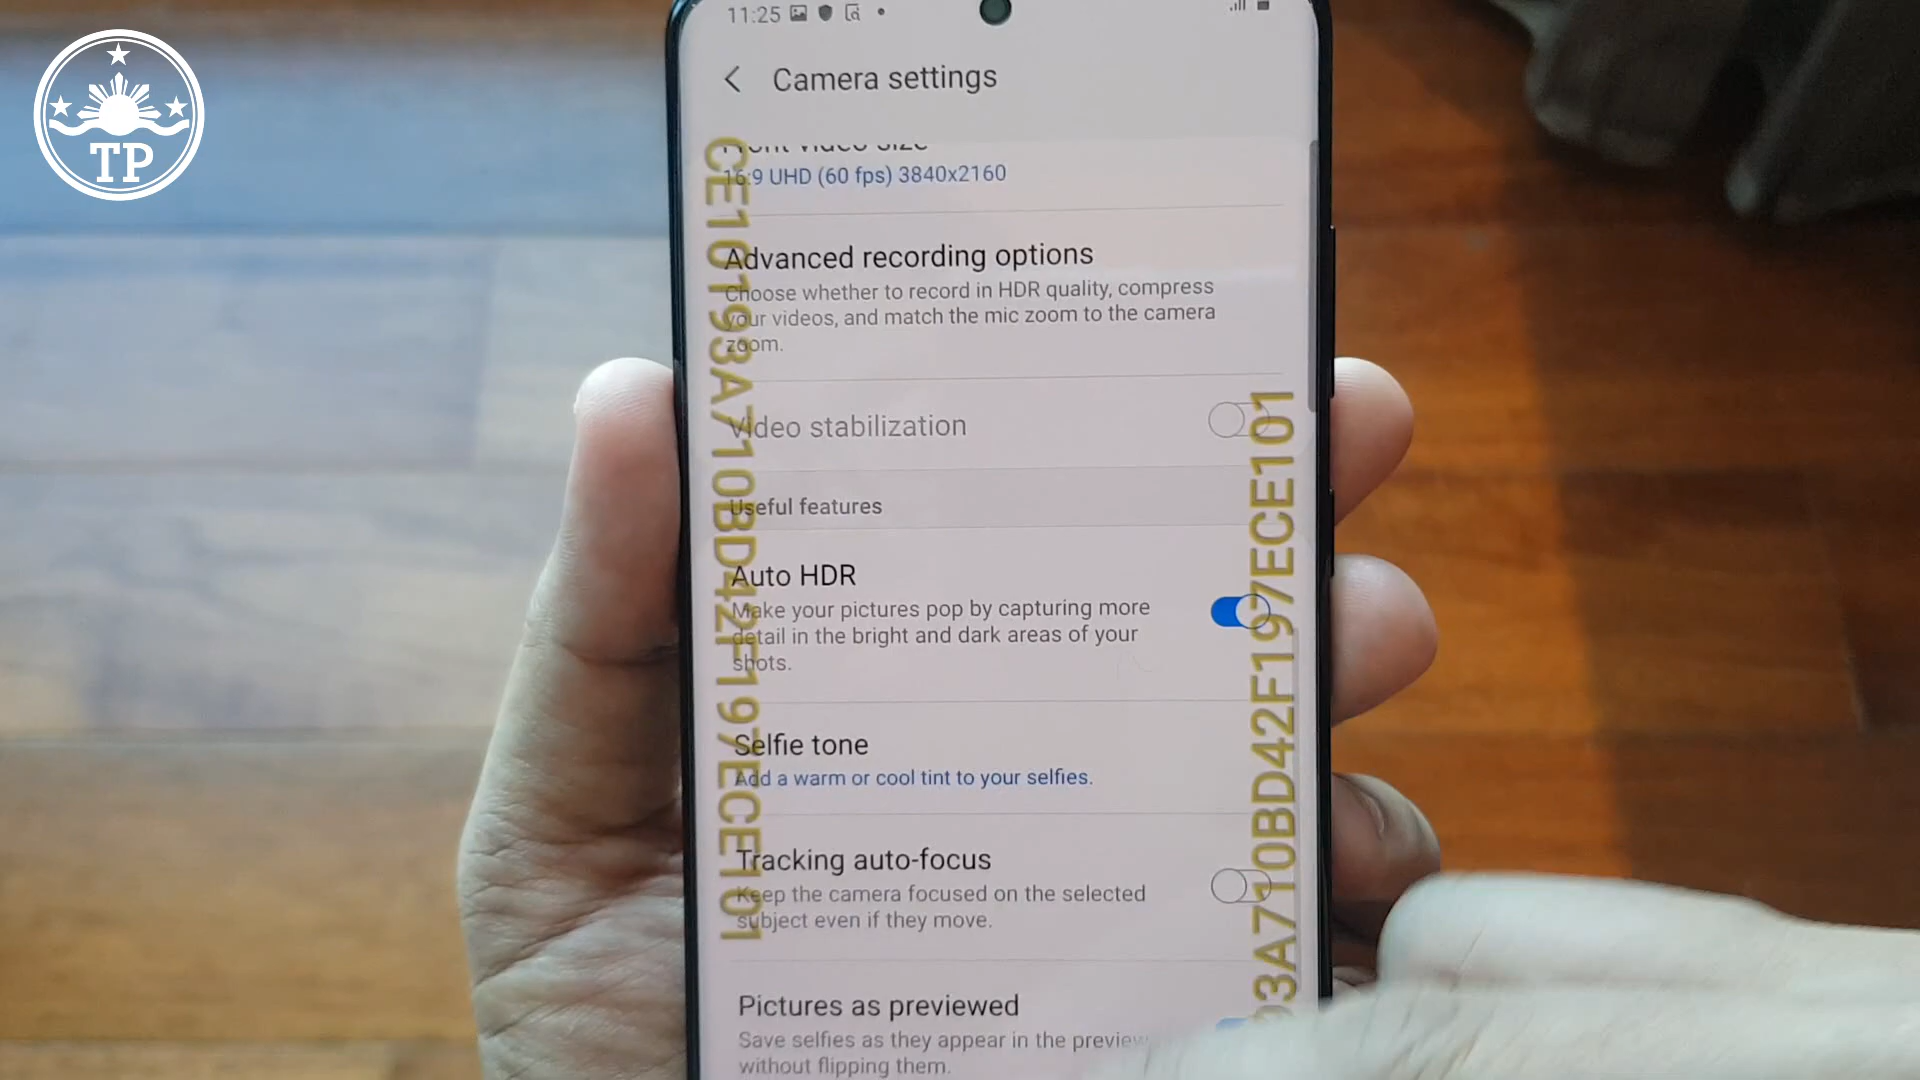 TP
11:25
Camera settings
Front video size
16:9 UHD (60 fps) 3840x2160
Advanced recording options
Choose whether to record in HDR quality, compress
your videos, and match the mic zoom to the camera
zoom.
Video stabilization
Useful features
Auto HDR
Make your pictures pop by capturing more
detail in the bright and dark areas of your
shots.
Selfie tone
Add a warm or cool tint to your selfies.
Tracking auto-focus
Keep the camera focused on the selected
subject even if they move.
Pictures as previewed
Save selfies as they appear in the preview
without flipping them.
CE10193A710BD42F197ECE101
93A710BD42F197ECE101